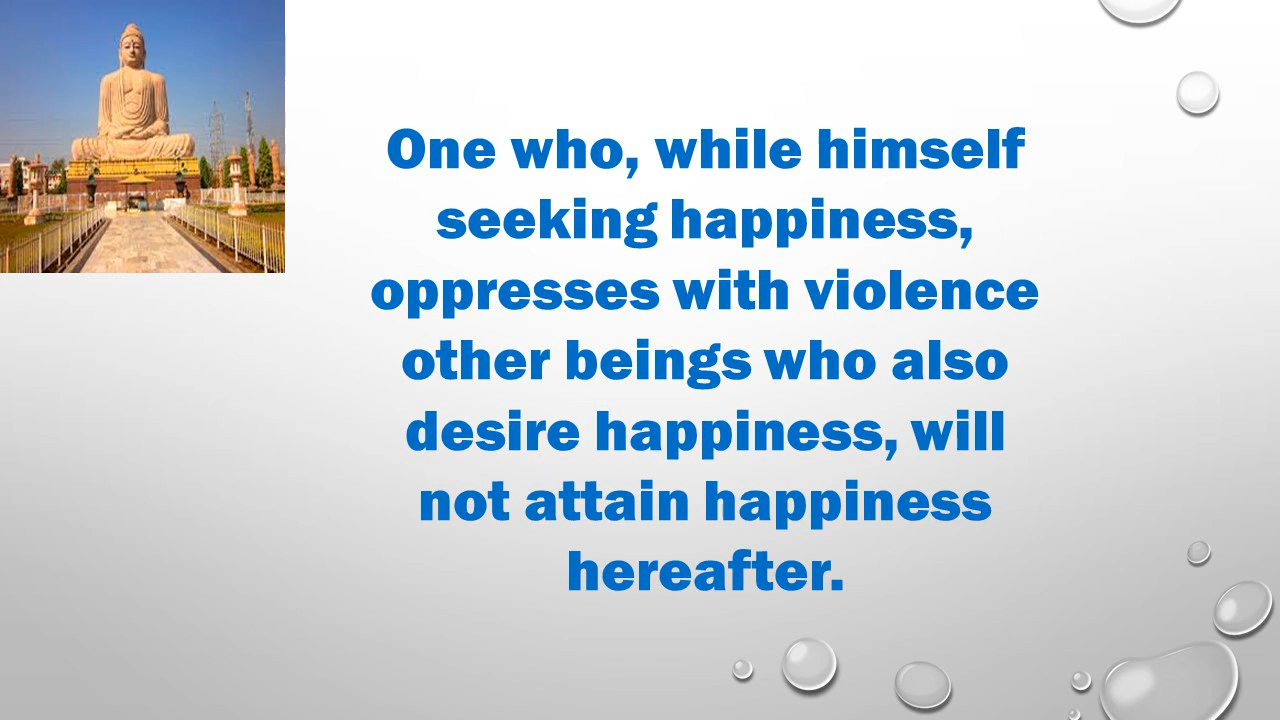 One who, while himself
seeking happiness,
oppresses with violence
other beings who also
desire happiness, will
not attain happiness
hereafter.